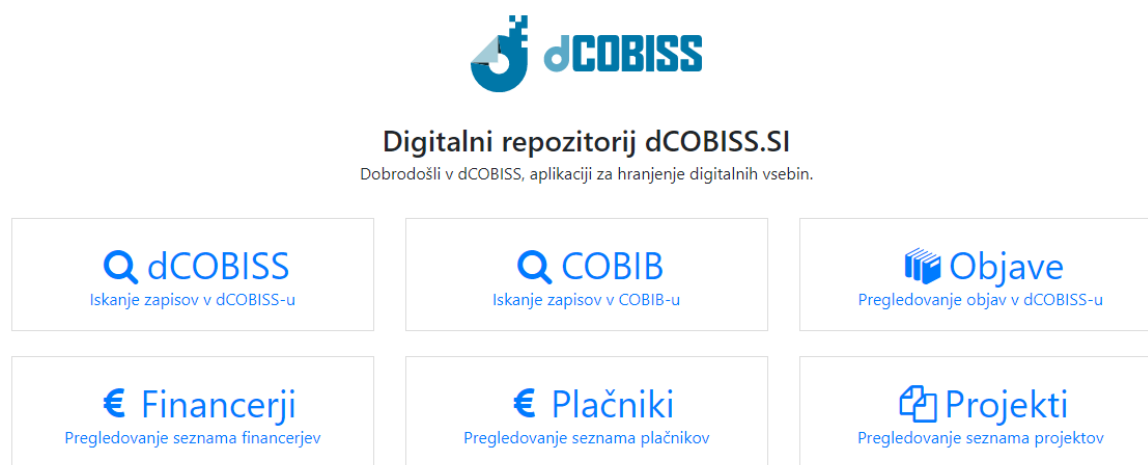 dCOBISS
Digitalni repozitorij dCOBISS.SI
Dobrodošli v dCOBISS, aplikaciji za hranjenje digitalnih vsebin.
dCOBISS
Iskanje zapisov v dCOBISS-u
COBIB
Iskanje zapisov v COBIB-u
Objave
Pregledovanje objav v dCOBISS-u
€ Financerji
Pregledovanje seznama financerjev
€ Plačniki
Pregledovanje seznama plačnikov
Projekti
Pregledovanje seznama projektov